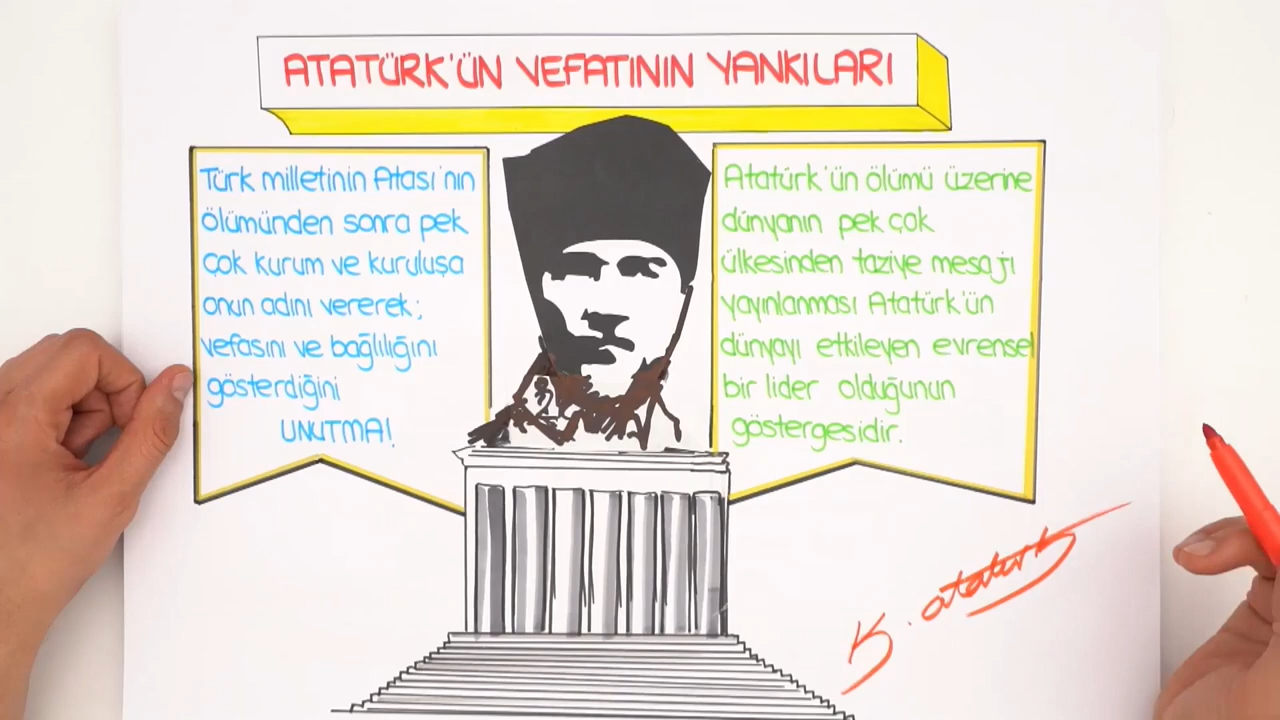 ATATÜRK'ÜN VEFATININ YANKILARI
Türk milletinin Atası'nın
ölümünden sonra pek
çok kurum ve kuruluşa
onun adını vererek;
vefasını ve bağlılığını
gösterdiğini
UNUTMA!
Atatürk'ün ölümü üzerine
dünyanın pek çok
ülkesinden taziye mesajı
yayınlanması Atatürk'ün
dünyayı etkileyen evrensel
bir lider olduğunun
göstergesidir.
K. atatürk